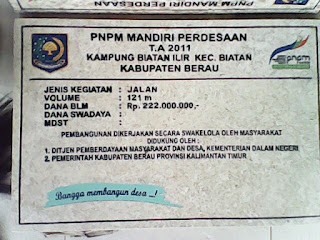 PNPM MANDIRI PERDESAAN
T.A 2011
KAMPUNG BIATAN ILIR KEC. BIATAN
KABUPATEN BERAU
pnpm
JENIS KEGIATAN : JALAN
VOLUME : 121 m
DANA BLM : Rp. 222.000.000,-
DANA SWADAYA :
MDST :
PEMBANGUNAN DIKERJAKAN SECARA SWAKELOLA OLEH MASYARAKAT
DIDUKUNG OLEH :
1. DITJEN PEMBERDAYAAN MASYARAKAT DAN DESA, KEMENTERIAN DALAM NEGERI
2. PEMERINTAH KABUPATEN BERAU PROVINSI KALIMANTAN TIMUR
Bangga membangun desa ...!